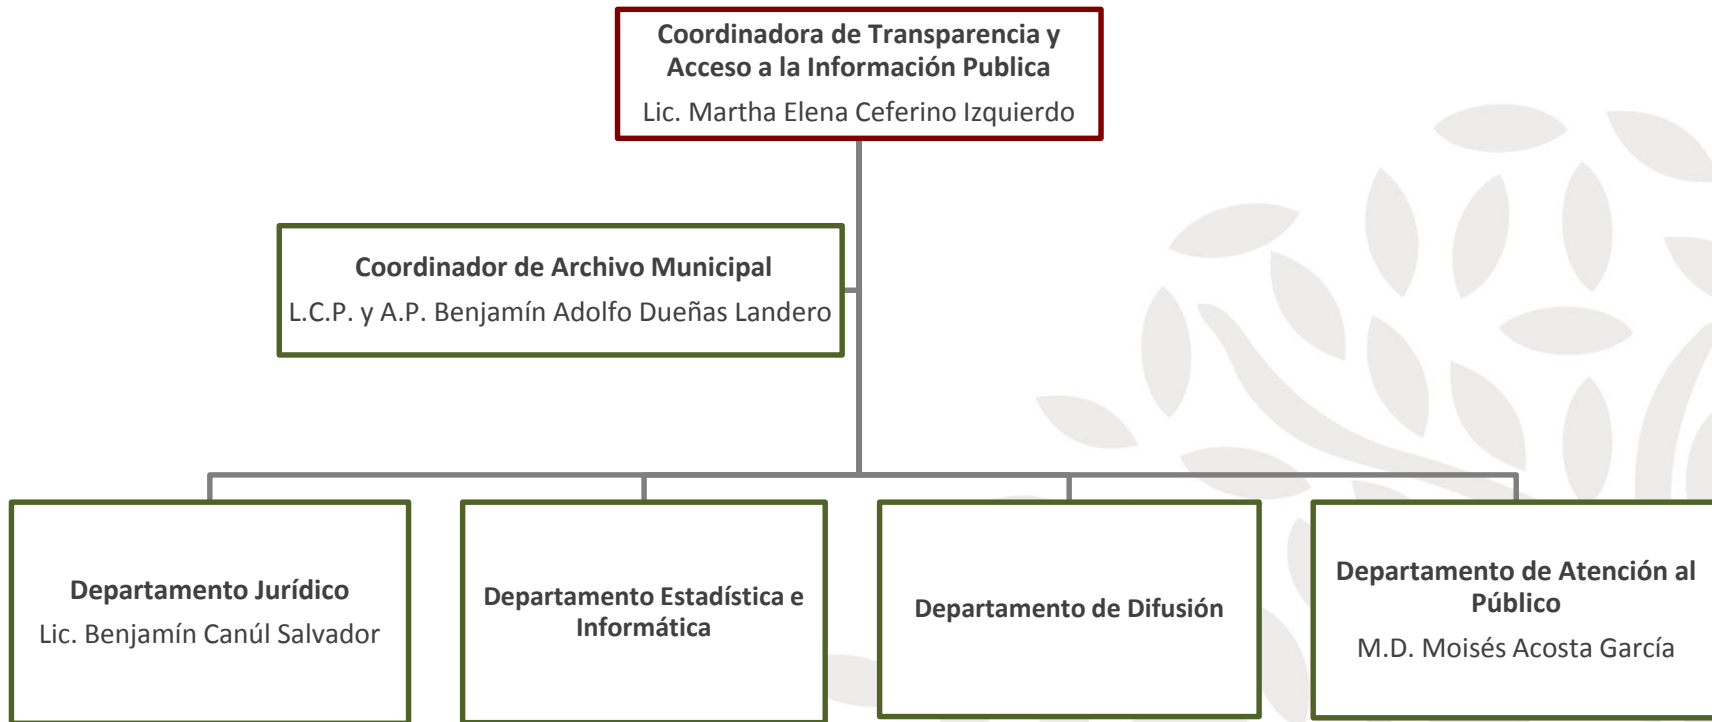 Coordinadora de Transparencia y
Acceso a la Información Publica
Lic. Martha Elena Ceferino Izquierdo
Coordinador de Archivo Municipal
L.C.P. y A.P. Benjamín Adolfo Dueñas Landero
Departamento Jurídico
Lic. Benjamín Canúl Salvador
Departamento Estadística e
Informática
Departamento de Difusión
Departamento de Atención al
Público
M.D. Moisés Acosta García